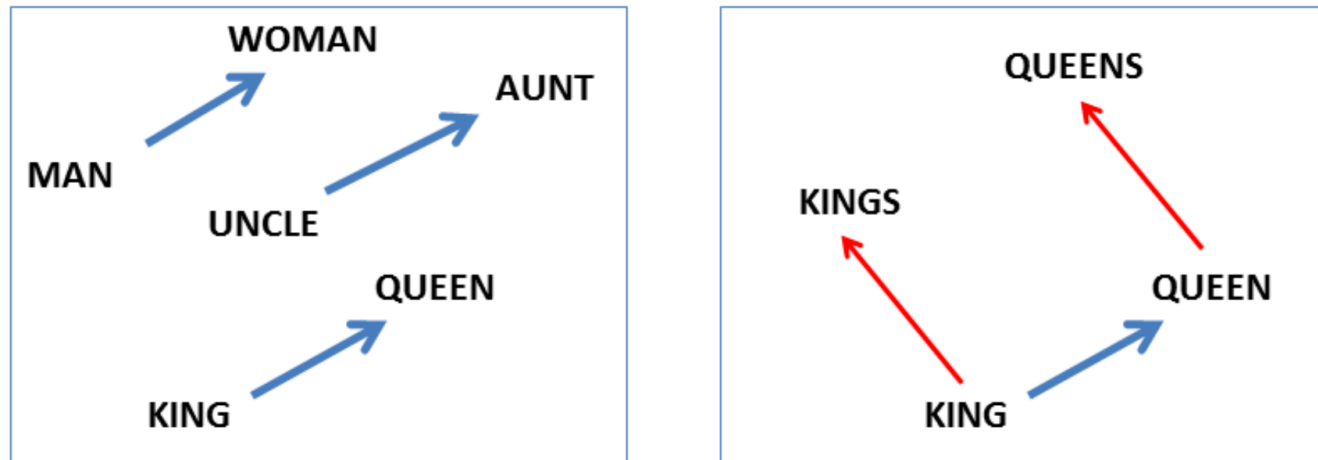 WOMAN
AUNT
MAN
UNCLE
QUEEN
KING
QUEENS
KINGS
QUEEN
KING